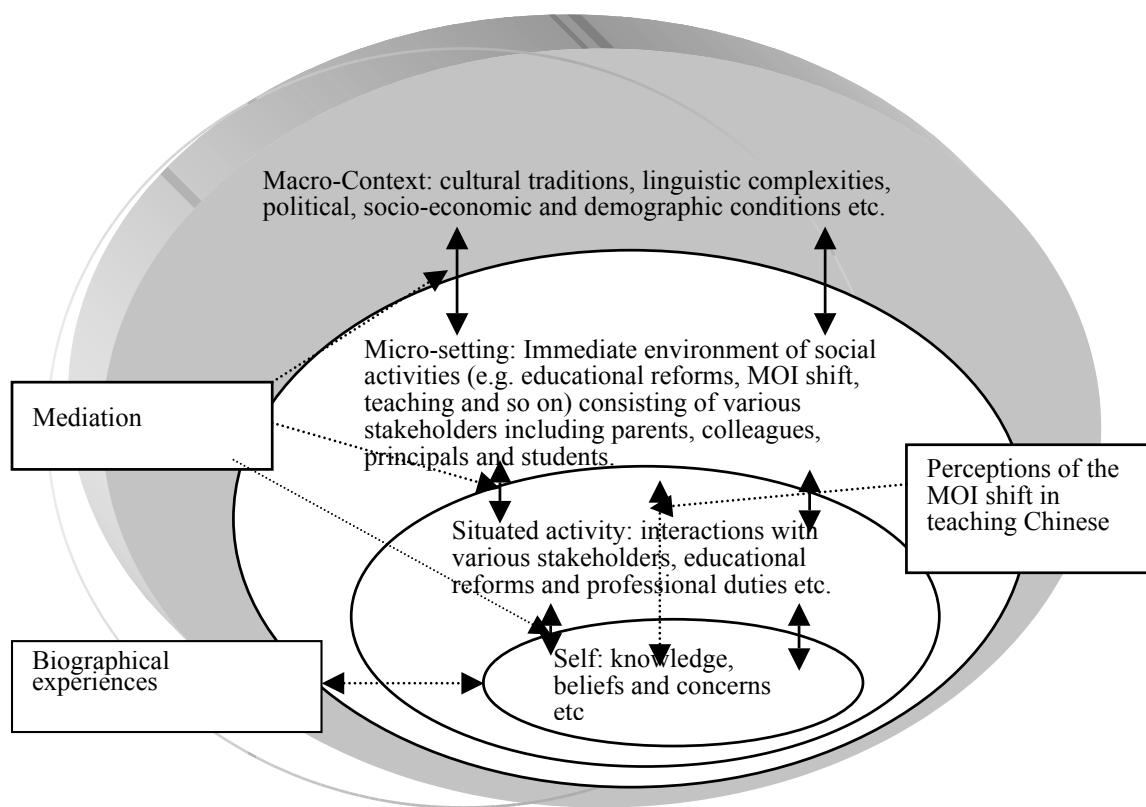 Macro-Context: cultural traditions, linguistic complexities,
political, socio-economic and demographic conditions etc.
Micro-setting: Immediate environment of social
activities (e.g. educational reforms, MOI shift,
teaching and so on) consisting of various
stakeholders including parents, colleagues,
principals and students.
Mediation
Perceptions of the
MOI shift in
teaching Chinese
Situated activity: interactions with
various stakeholders, educational
reforms and professional duties etc.
Biographical
experiences
Self: knowledge,
beliefs and concerns
etc